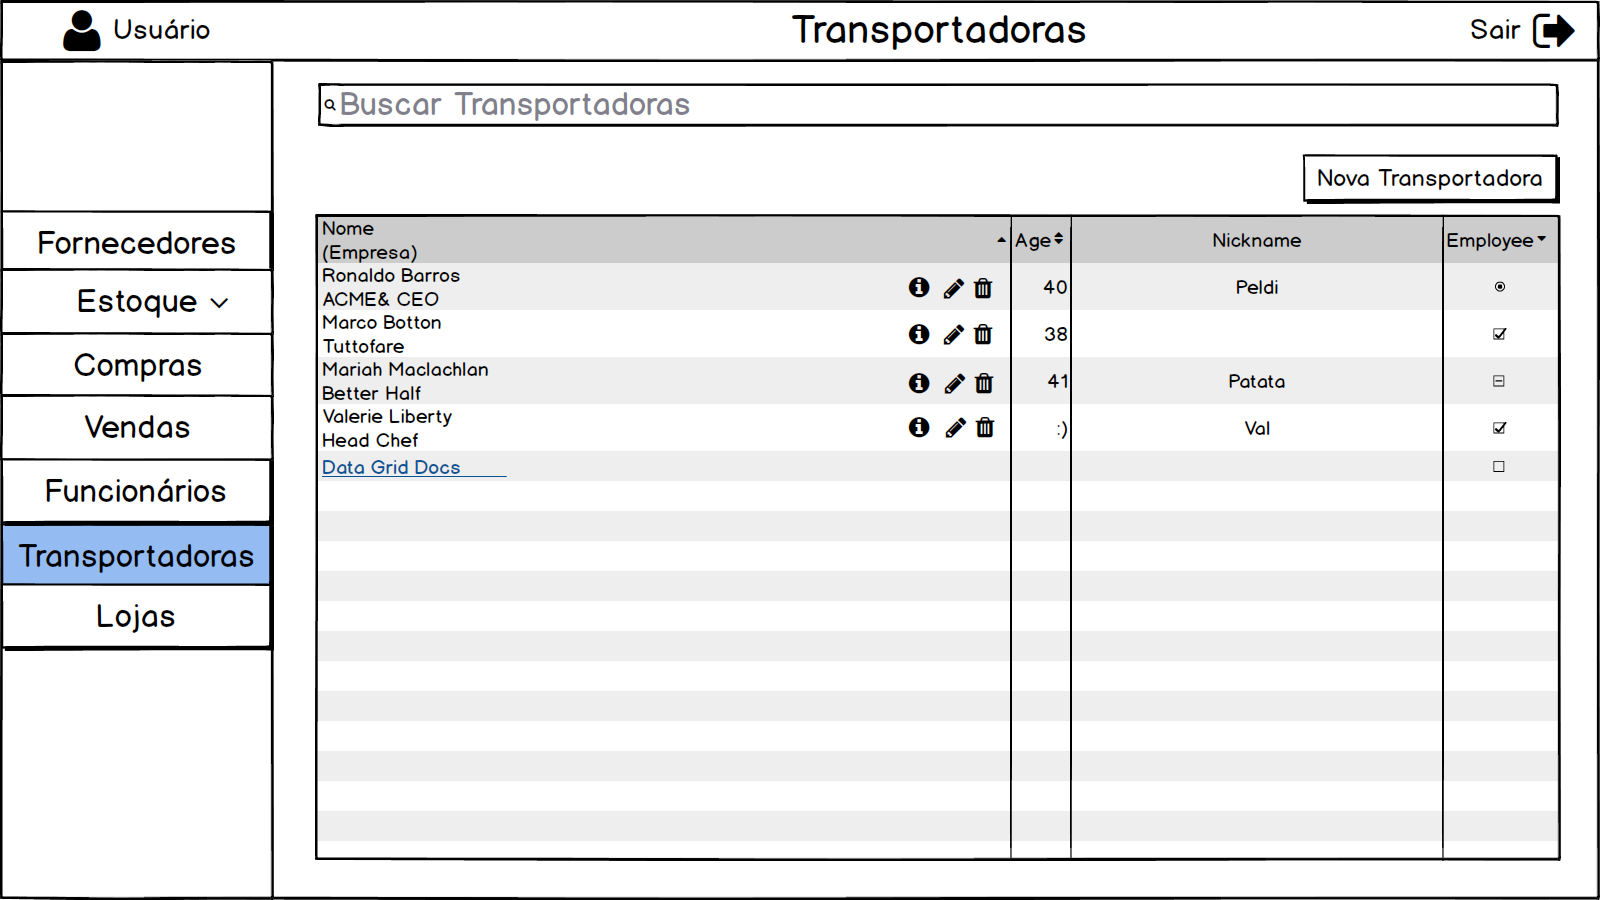 Usuário
Transportadoras
Sair
Buscar Transportadoras
Nova Transportadora
Fornecedores
Estoque
Compras
Vendas
Funcionários
Transportadoras
Lojas
Nome
(Empresa)
Age
Nickname
Employee
Ronaldo Barros
ACME& CEO
40
Peldi
Marco Botton
Tuttofare
38
Mariah Maclachlan
Better Half
41
Patata
Valerie Liberty
Head Chef
:)
Val
Data Grid Docs